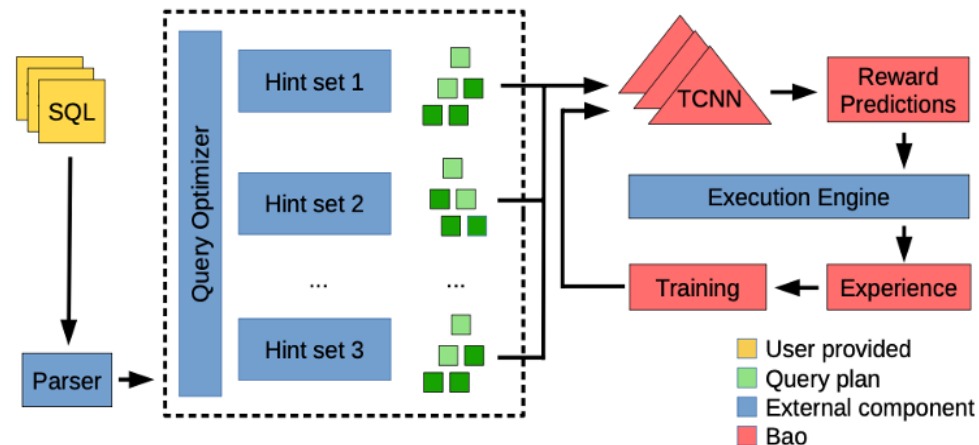 SQL
Parser
Query Optimizer
Hint set 1
Hint set 2
...
...
Hint set 3
TCNN
Reward
Predictions
Execution Engine
Training
Experience
User provided
Query plan
External component
Bao